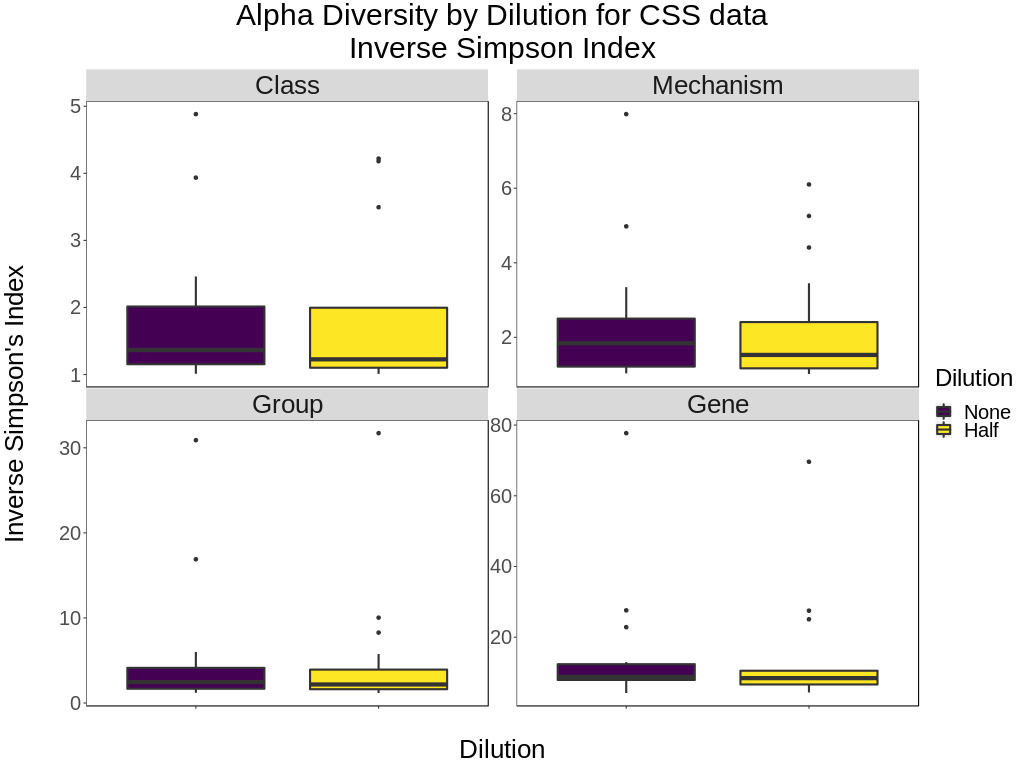 Alpha Diversity by Dilution for CSS data
Inverse Simpson Index
Class
Mechanism
5
4
3
2
1
8
6
4
2
Group
Gene
30
20
10
0
80
60
40
20
Inverse Simpson's Index
Dilution
Dilution
None
Half